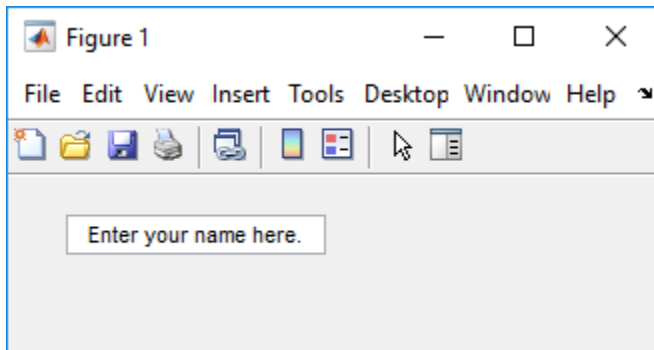 Figure 1
File Edit View Insert Tools Desktop Window Help
Enter your name here.